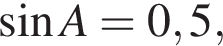 sin A = 0,5,